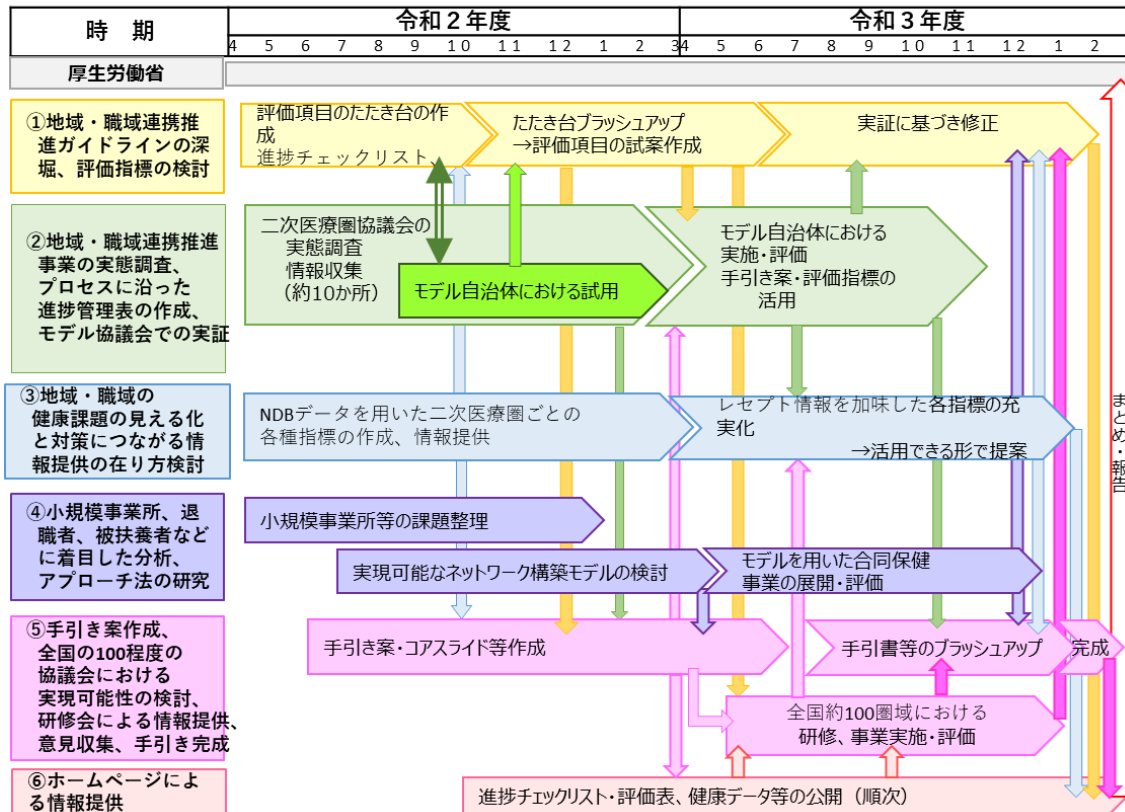 時　期
令和２年度
令和３年度
4 5 6 7 8 9 10 11 12 1 2 3 4 5 6 7 8 9 10 11 12 1 2
厚生労働省
①地域・職域連携推
進ガイドラインの深
堀、評価指標の検討
評価項目のたたき台の作
成
進捗チェックリスト、
たたき台ブラッシュアップ
→評価項目の試案作成
実証に基づき修正
②地域・職域連携推進
事業の実態調査、
プロセスに沿った
進捗管理表の作成、
モデル協議会での実証
二次医療圏協議会の
実態調査
情報収集
（約10か所）
モデル自治体における試用
モデル自治体における
実施・評価
手引き案・評価指標の
活用
③地域・職域の
健康課題の見える化
と対策につながる情
報提供の在り方検討
NDBデータを用いた二次医療圏ごとの
各種指標の作成、情報提供
レセプト情報を加味した各指標の充
実化
→活用できる形で提案
まとめ・報告
④小規模事業所、退
職者、被扶養者など
に着目した分析、
アプローチ法の研究
小規模事業所等の課題整理
実現可能なネットワーク構築モデルの検討
モデルを用いた合同保健
事業の展開・評価
⑤手引き案作成、
全国の100程度の
協議会における
実現可能性の検討、
研修会による情報提供、
意見収集、手引き完成
手引き案・コアスライド等作成
手引書等のブラッシュアップ
完成
全国約100圏域における
研修、事業実施・評価
⑥ホームページによ
る情報提供
進捗チェックリスト・評価表、健康データ等の公開（順次）